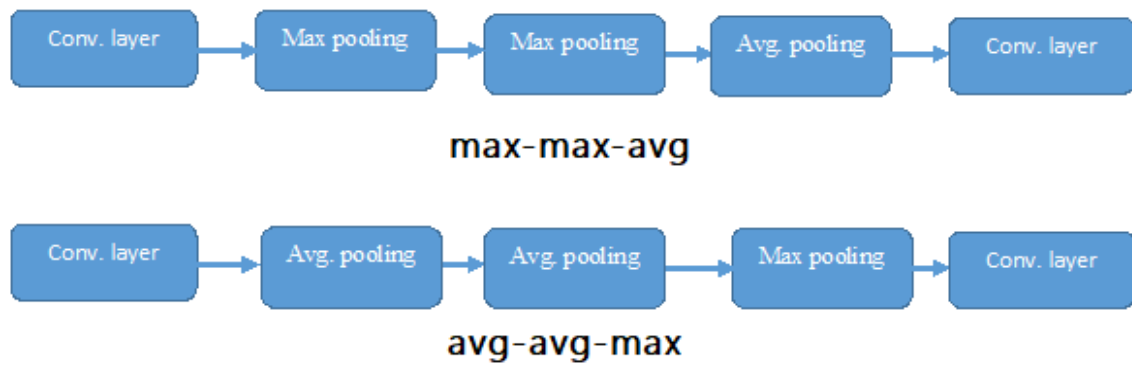 Conv. layer
Max pooling
Max pooling
Avg. pooling
Conv. layer
max-max-avg
Conv. layer
Avg. pooling
Avg. pooling
Max pooling
Conv. layer
avg-avg-max